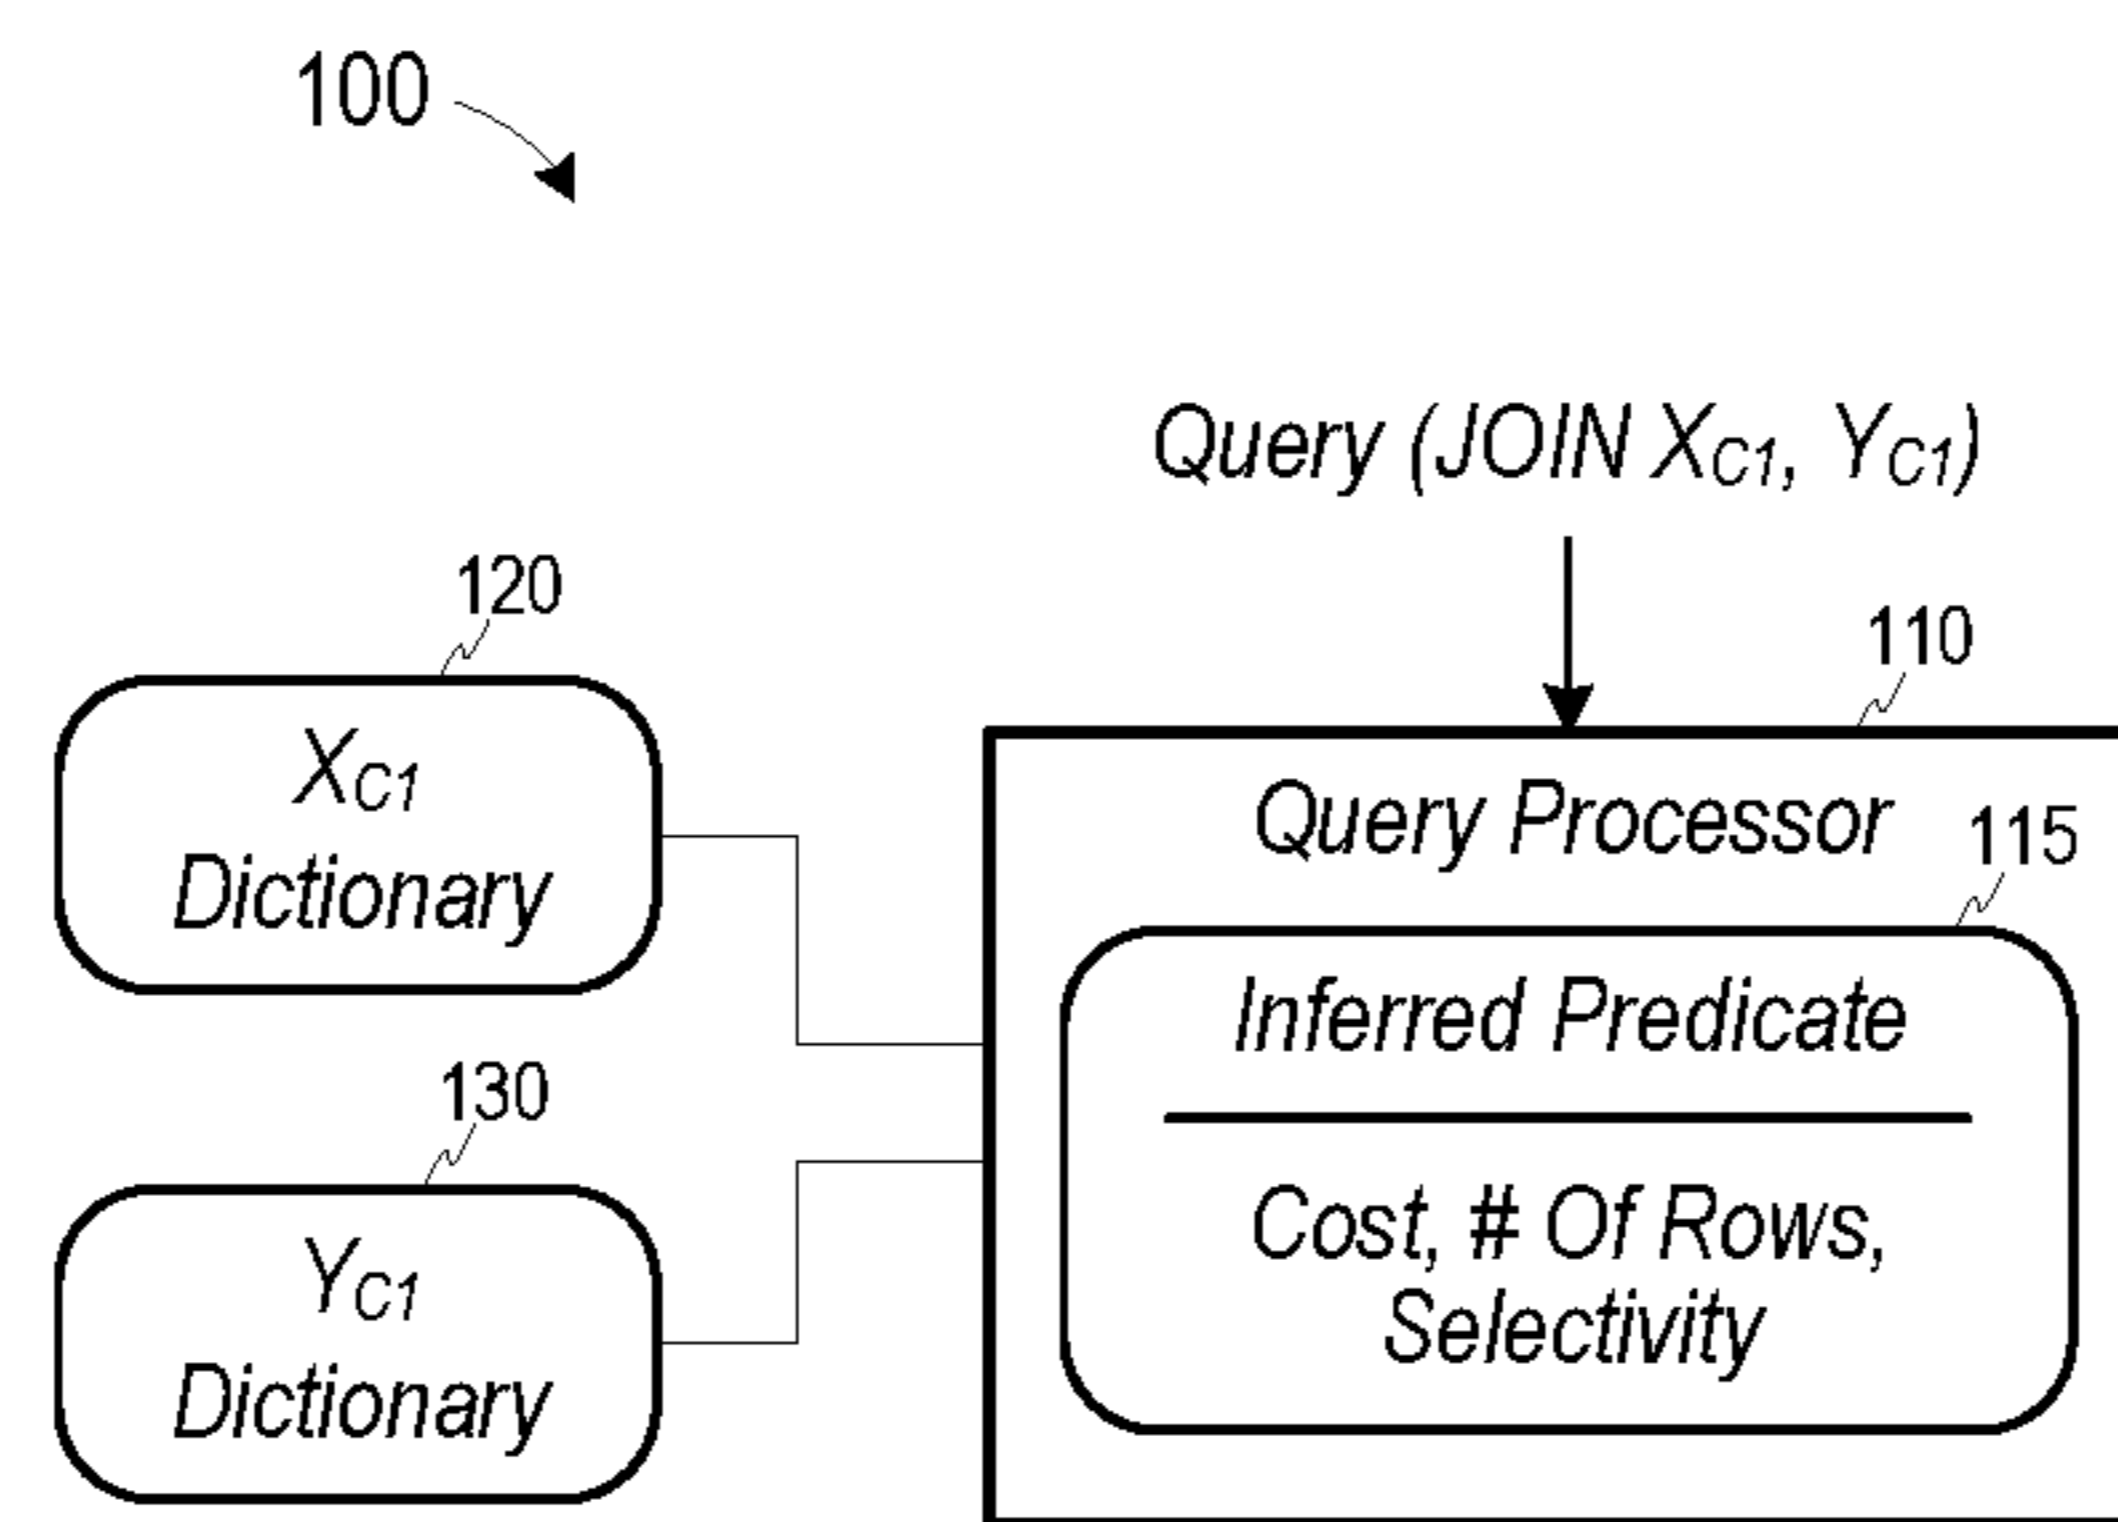 100
Query (JOIN XC1, YC1)
120
110
XC1
Dictionary
Query Processor
115
Inferred Predicate
130
Cost, # Of Rows,
Selectivity
YC1
Dictionary